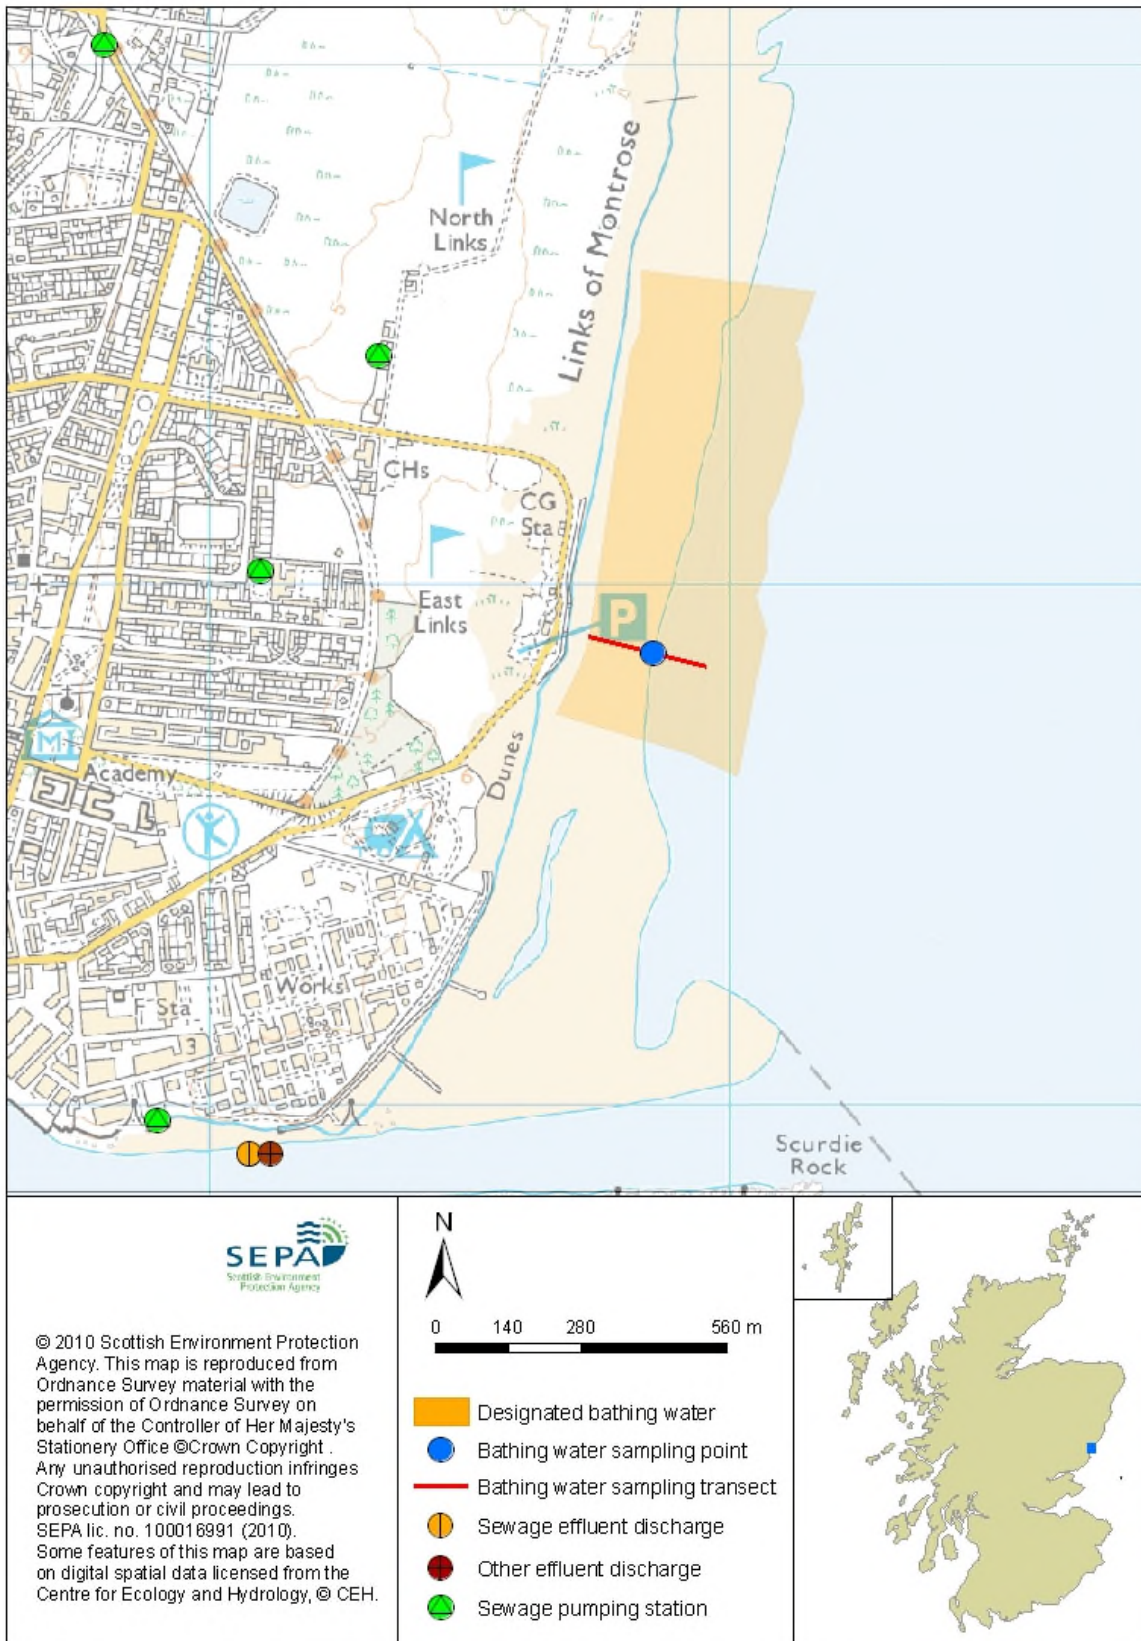 North
Links
Links of Montrose
5
CHs
CG
Sta
East
Links
P
M
5
6
Dunes
Academy
Works
F Sta
3
Scurdie
Rock
SEPA
Scottish Environment
Protection Agency
© 2010 Scottish Environment Protection
Agency. This map is reproduced from
Ordnance Survey material with the
permission of Ordnance Survey on
behalf of the Controller of Her Majesty's
Stationery Office ©Crown Copyright .
Any unauthorised reproduction infringes
Crown copyright and may lead to
prosecution or civil proceedings.
SEPA lic. no. 100016991 (2010).
Some features of this map are based
on digital spatial data licensed from the
Centre for Ecology and Hydrology, © CEH.
N
0 140 280 560 m
Designated bathing water
Bathing water sampling point
Bathing water sampling transect
Sewage effluent discharge
Other effluent discharge
Sewage pumping station